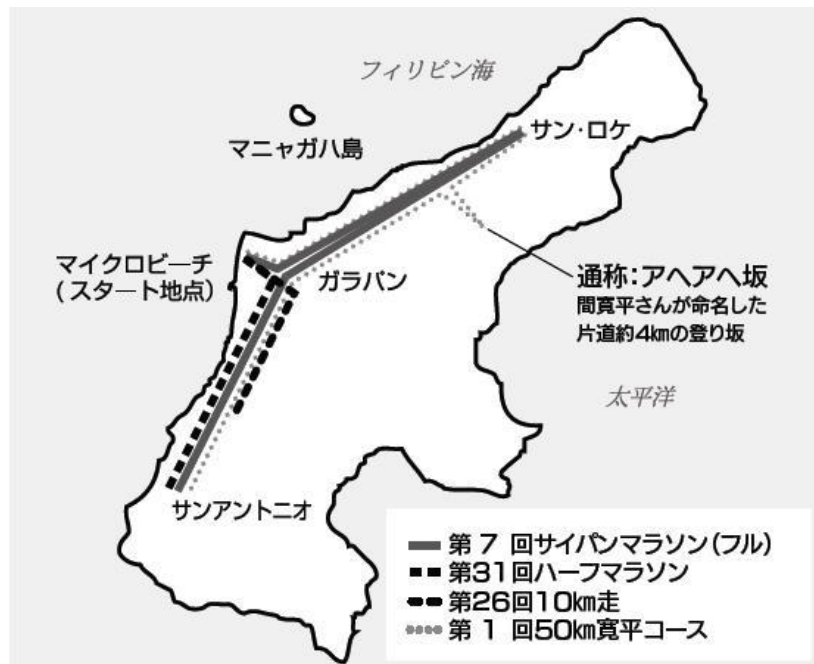 フィリピン海
サン・ロケ
マニャガハ島
マイクロビーチ
(スタート地点)
ガラパン
通称:アヘアヘ坂
間寛平さんが命名した
片道約4kmの登り坂
太平洋
サンアントニオ
第 7 回サイパンマラソン(フル)
第31回ハーフマラソン
第26回10km走
第 1 回50km寛平コース